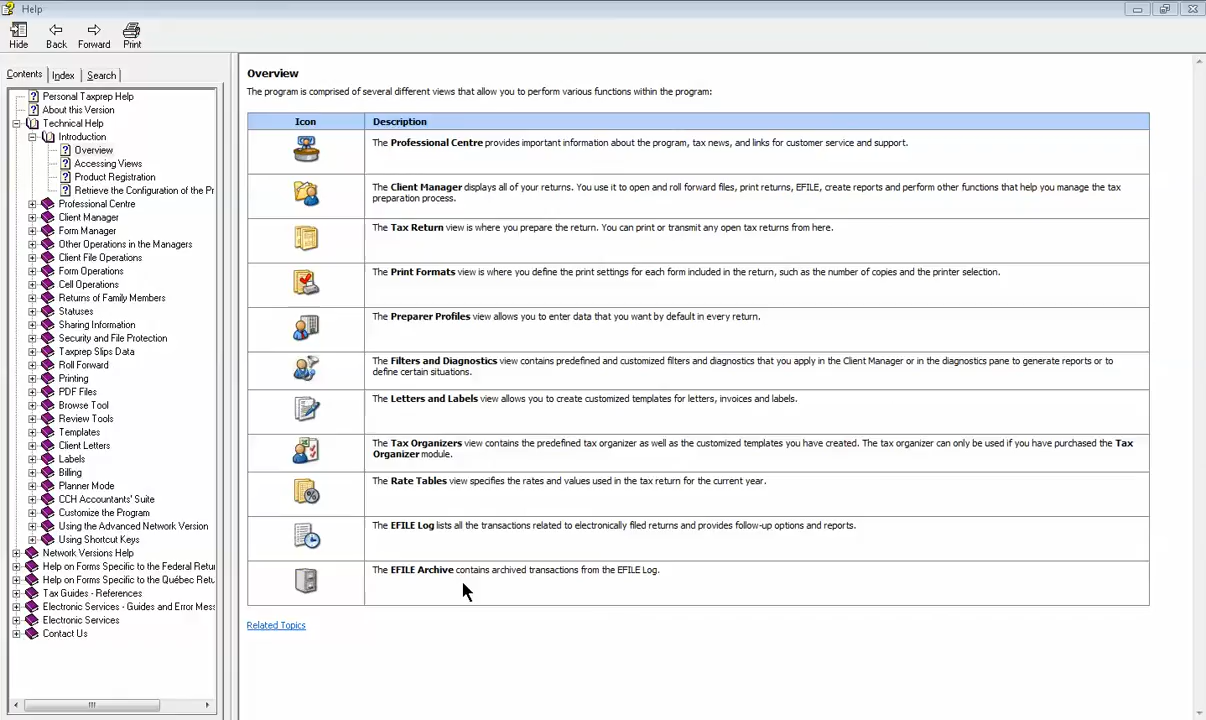 Help
Hide
Back
Forward
Print
Contents
Index
Search
Personal Taxprep Help
About this Version
Technical Help
Introduction
Overview
Accessing Views
Product Registration
Retrieve the Configuration of the Pr
Professional Centre
Client Manager
Form Manager
Other Operations in the Managers
Client File Operations
Form Operations
Cell Operations
Returns of Family Members
Statuses
Sharing Information
Security and File Protection
Taxprep Slips Data
Roll Forward
Printing
PDF Files
Browse Tool
Review Tools
Templates
Client Letters
Labels
Billing
Planner Mode
CCH Accountants' Suite
Customize the Program
Using the Advanced Network Version
Using Shortcut Keys
Network Versions Help
Help on Forms Specific to the Federal Retu
Help on Forms Specific to the Québec Retu
Tax Guides - References
Electronic Services - Guides and Error Mess
Electronic Services
Contact Us
Overview
The program is comprised of several different views that allow you to perform various functions within the program:
Icon
Description
The Professional Centre provides important information about the program, tax news, and links for customer service and support.
The Client Manager displays all of your returns. You use it to open and roll forward files, print returns, EFILE, create reports and perform other functions that help you manage the tax
preparation process.
The Tax Return view is where you prepare the return. You can print or transmit any open tax returns from here.
The Print Formats view is where you define the print settings for each form included in the return, such as the number of copies and the printer selection.
The Preparer Profiles view allows you to enter data that you want by default in every return.
The Filters and Diagnostics view contains predefined and customized filters and diagnostics that you apply in the Client Manager or in the diagnostics pane to generate reports or to
define certain situations.
The Letters and Labels view allows you to create customized templates for letters, invoices and labels.
The Tax Organizers view contains the predefined tax organizer as well as the customized templates you have created. The tax organizer can only be used if you have purchased the Tax
Organizer module.
The Rate Tables view specifies the rates and values used in the tax return for the current year.
The EFILE Log lists all the transactions related to electronically filed returns and provides follow-up options and reports.
The EFILE Archive contains archived transactions from the EFILE Log.
Related Topics